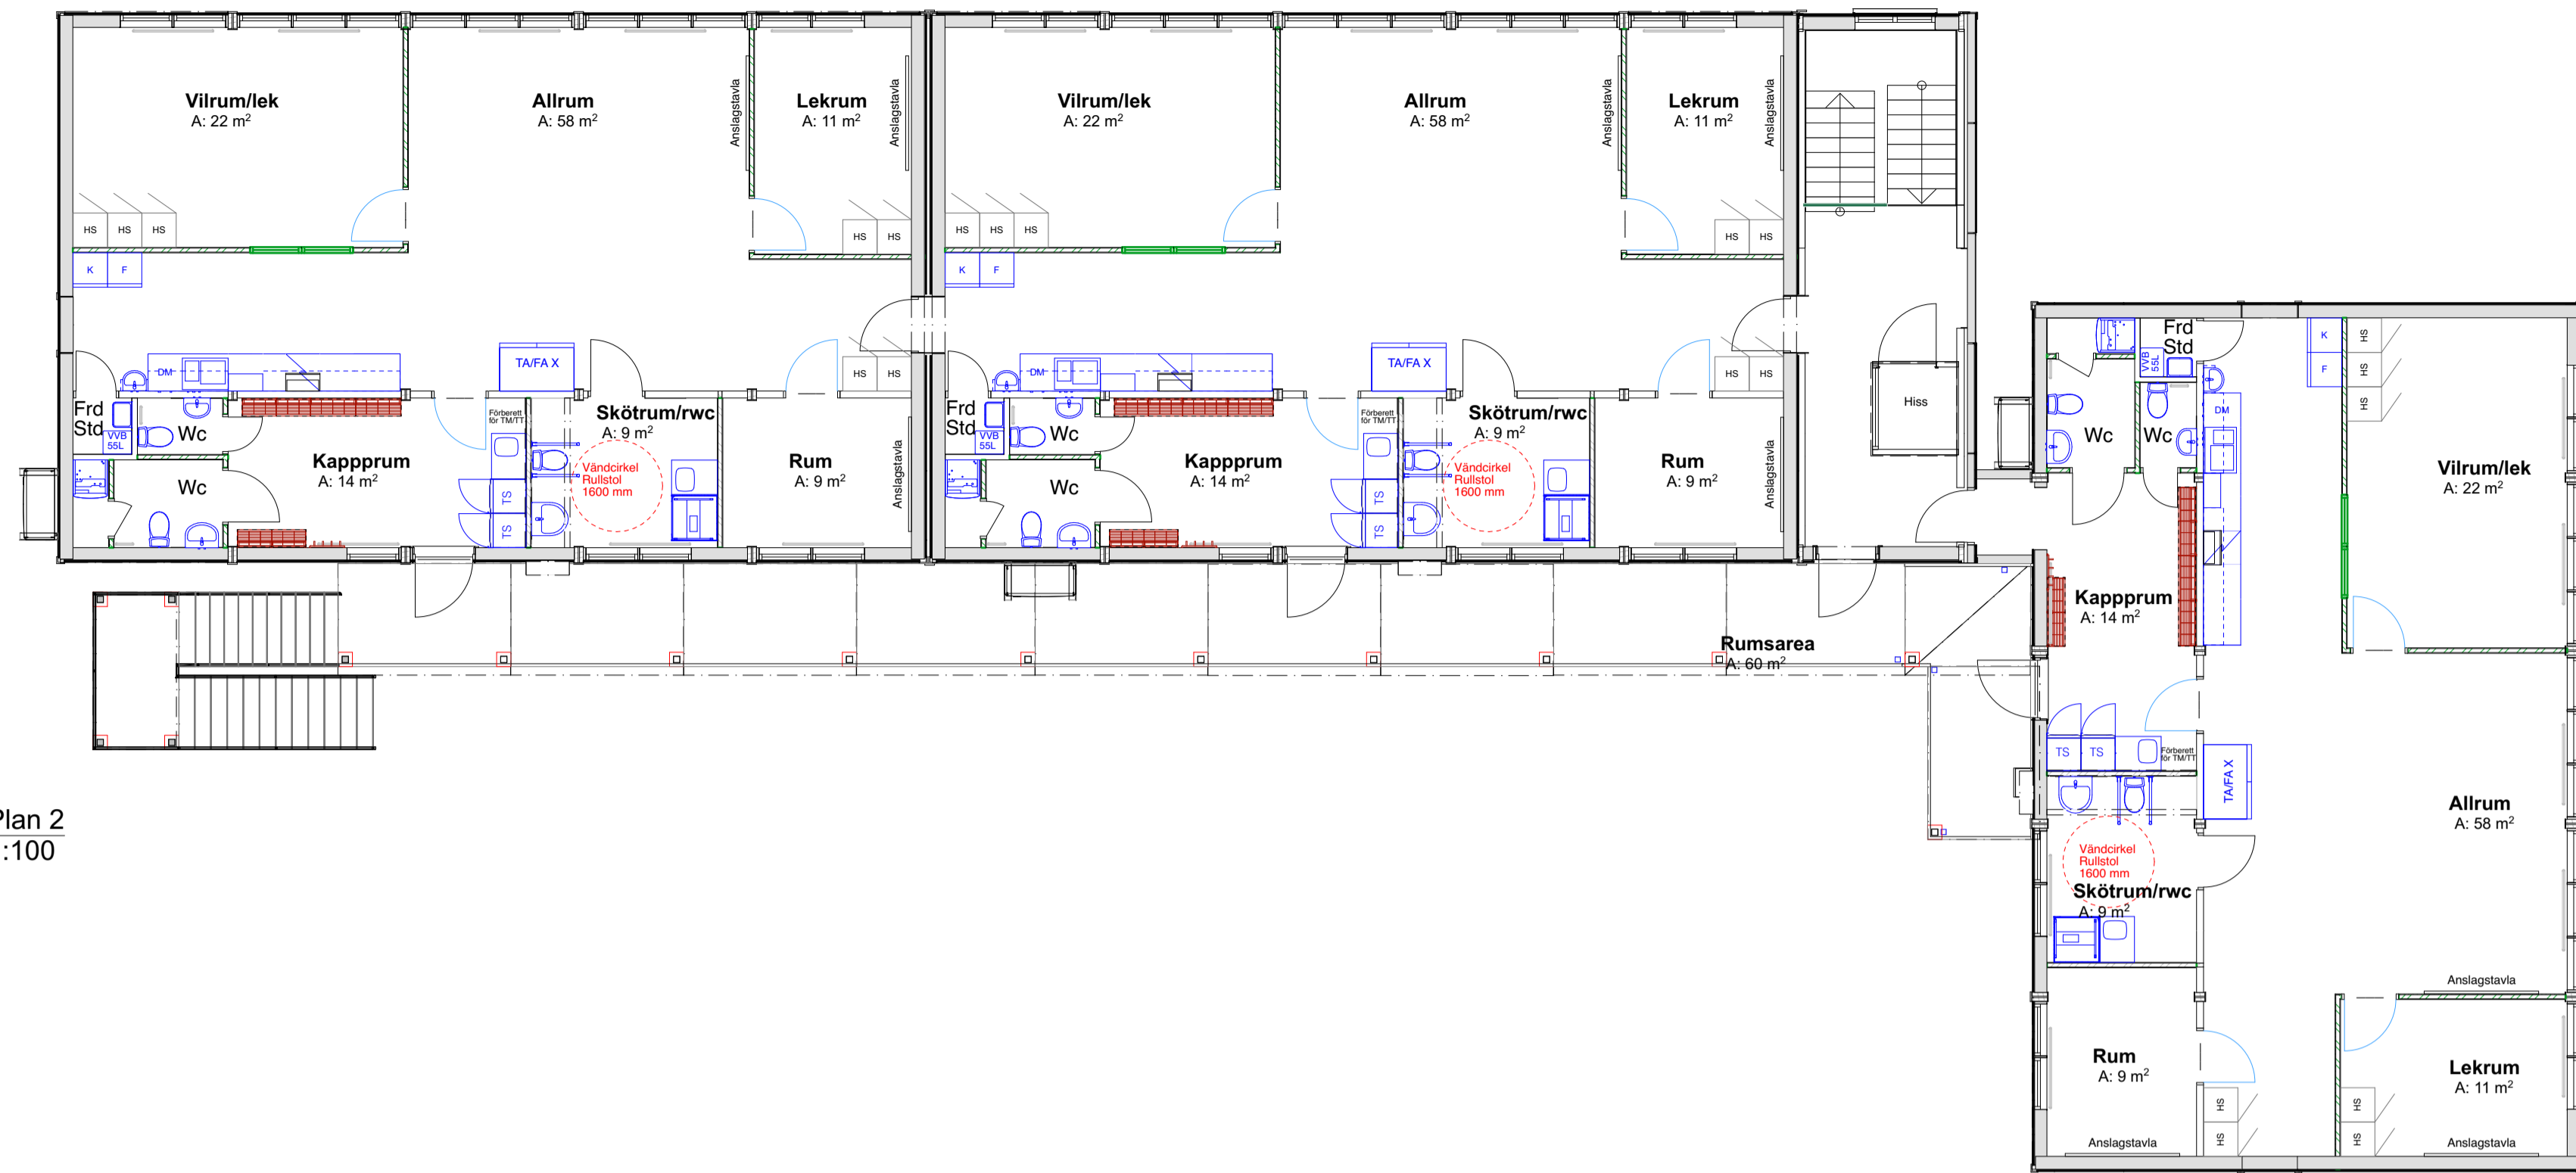 Vilrum/lek
A: 22 m²
Allrum
A: 58 m²
Anslagstavla
Lekrum
A: 11 m²
Anslagstavla
HS
HS
HS
HS
HS
K
F
DM
TA/FA X
HS
HS
Frd
Std
VVB
55L
Wc
Wc
Kappprum
A: 14 m²
Förberett
för TM/TT
TS
TS
Skötrum/rwc
A: 9 m²
Vändcirkel
Rullstol
1600 mm
Rum
A: 9 m²
Anslagstavla
Vilrum/lek
A: 22 m²
Allrum
A: 58 m²
Anslagstavla
Lekrum
A: 11 m²
Anslagstavla
HS
HS
HS
HS
HS
K
F
DM
TA/FA X
HS
HS
Frd
Std
VVB
55L
Wc
Wc
Kappprum
A: 14 m²
Förberett
för TM/TT
TS
TS
Skötrum/rwc
A: 9 m²
Vändcirkel
Rullstol
1600 mm
Rum
A: 9 m²
Anslagstavla
Hiss
Rumsarea
A: 60 m²
Frd
Std
VVB
55L
K
F
HS
HS
HS
DM
Wc
Wc
Vilrum/lek
A: 22 m²
Kappprum
A: 14 m²
TS
TS
Förberett
för TM/TT
TA/FA X
Allrum
A: 58 m²
Vändcirkel
Rullstol
1600 mm
Skötrum/rwc
A: 9 m²
Anslagstavla
Rum
A: 9 m²
Lekrum
A: 11 m²
HS
HS
HS
HS
Anslagstavla
Anslagstavla
Plan 2
:100